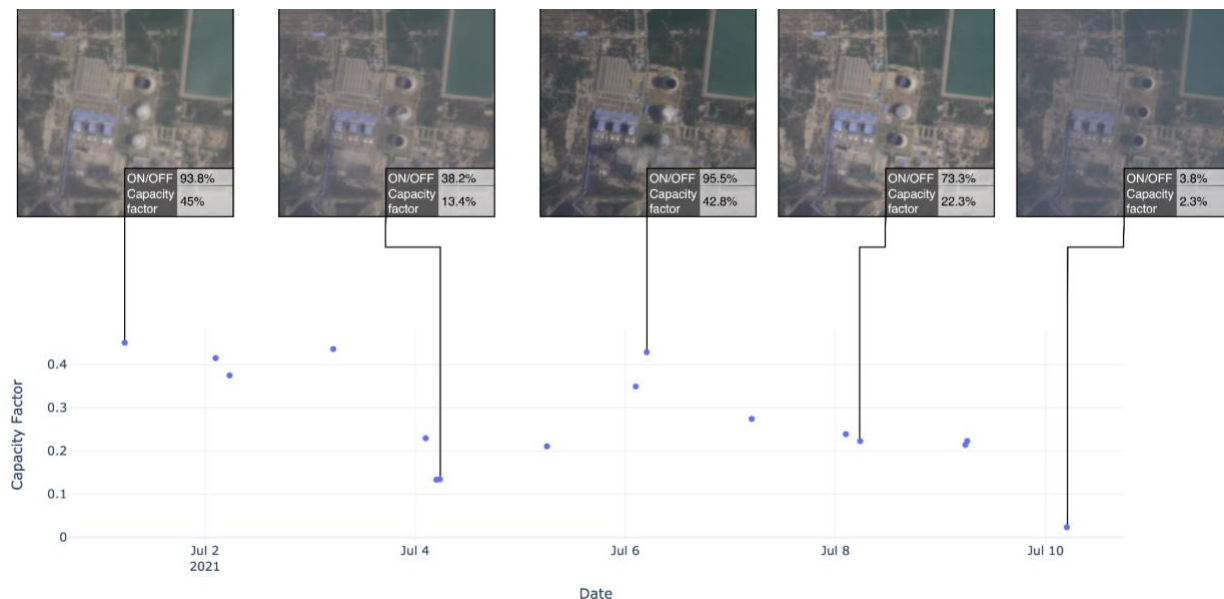 ON/OFF 93.8%
Capacity factor 45%
ON/OFF 38.2%
Capacity factor 13.4%
ON/OFF 95.5%
Capacity factor 42.8%
ON/OFF 73.3%
Capacity factor 22.3%
ON/OFF 3.8%
Capacity factor 2.3%
Capacity Factor
0.4
0.3
0.2
0.1
0
Jul 2 Jul 4 Jul 6 Jul 8 Jul 10
2021
Date